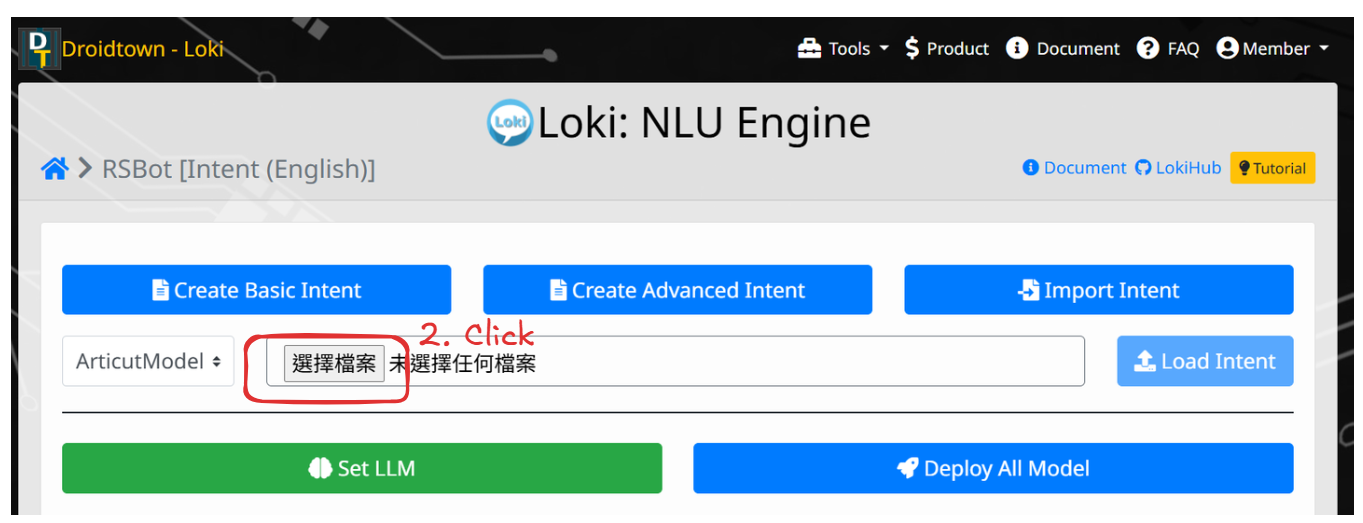 Droidtown - Loki
Tools
Product
Document
FAQ
Member
Loki
Loki: NLU Engine
RSBot [Intent (English)]
Document
LokiHub
Tutorial
Create Basic Intent
Create Advanced Intent
Import Intent
2. Click
ArticutModel
選擇檔案 未選擇任何檔案
Load Intent
Set LLM
Deploy All Model